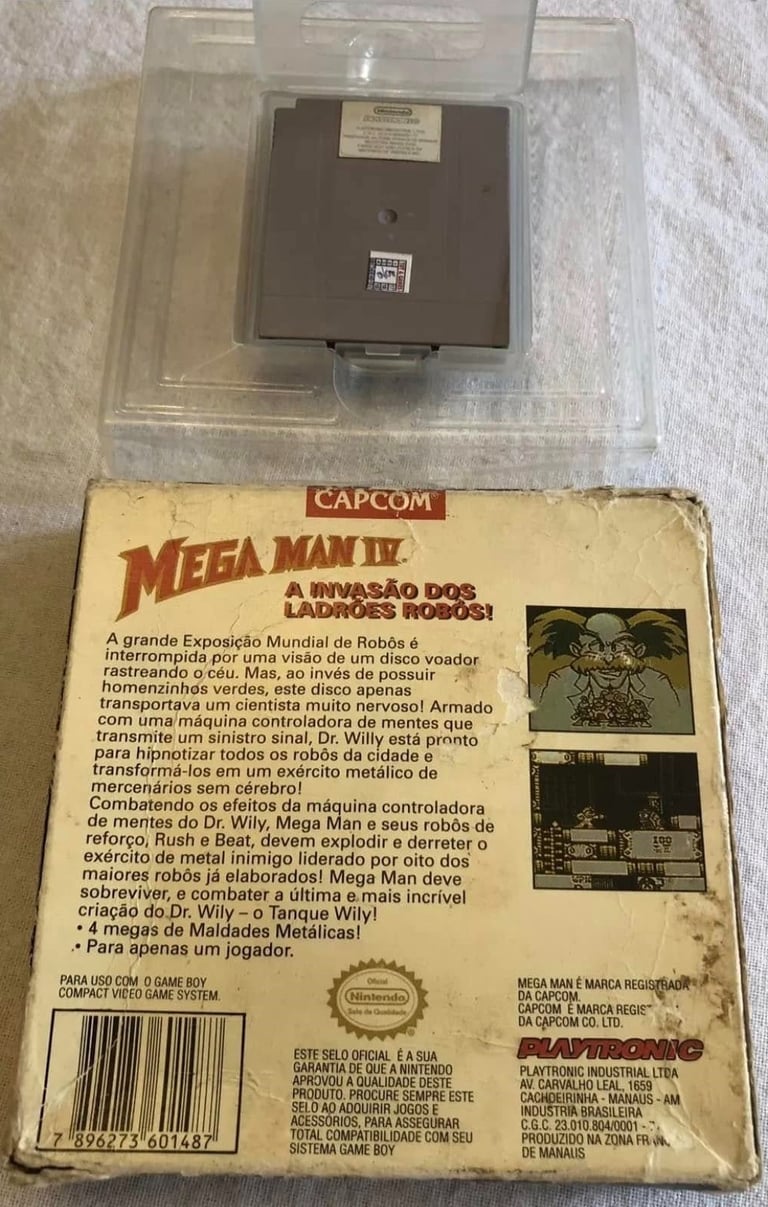 Nintendo
CAPCOM
MEGA MAN IV
A INVASÃO DOS
LADRÕES ROBÔS!
A grande Exposição Mundial de Robôs é
interrompida por uma visão de um disco voador
rastreando o céu. Mas, ao invés de possuir
homenzinhos verdes, este disco apenas
transportava um cientista muito nervoso! Armado
com uma máquina controladora de mentes que
transmite um sinistro sinal, Dr. Willy está pronto
para hipnotizar todos os robôs da cidade e
transformá-los em um exército metálico de
mercenários sem cérebro!
Combatendo os efeitos da máquina controladora
de mentes do Dr. Wily, Mega Man e seus robôs de
reforço, Rush e Beat, devem explodir e derreter o
exército de metal inimigo liderado por oito dos
maiores robôs já elaborados! Mega Man deve
sobreviver, e combater a última e mais incrível
criação do Dr. Wily – o Tanque Wily!
• 4 megas de Maldades Metálicas!
• Para apenas um jogador.
PARA USO COM O GAME BOY
COMPACT VIDEO GAME SYSTEM.
7 896273 601487
Oficial
Nintendo
Selo de Qualidade
ESTE SELO OFICIAL É A SUA
GARANTIA DE QUE A NINTENDO
APROVOU A QUALIDADE DESTE
PRODUTO. PROCURE SEMPRE ESTE
SELO AO ADQUIRIR JOGOS E
ACESSÓRIOS, PARA ASSEGURAR
TOTAL COMPATIBILIDADE COM SEU
SISTEMA GAME BOY
MEGA MAN É MARCA REGISTRADA
DA CAPCOM.
CAPCOM É MARCA REGIS
DA CAPCOM CO. LTD.
PLAYTRONIC
PLAYTRONIC INDUSTRIAL LTDA
AV. CARVALHO LEAL, 1659
CACHOEIRINHA - MANAUS - AM
INDÚSTRIA BRASILEIRA
C.G.C. 23.010.804/0001 -
PRODUZIDO NA ZONA FRAN
DE MANAUS